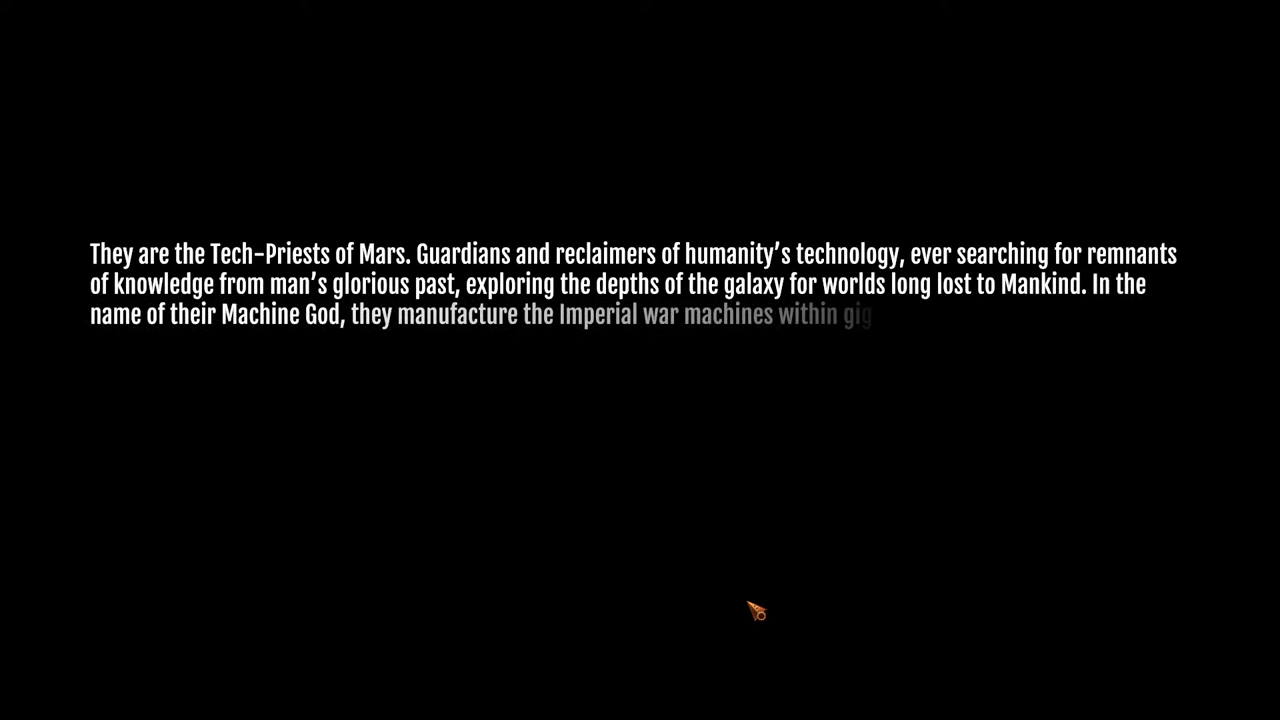 They are the Tech-Priests of Mars. Guardians and reclaimers of humanity’s technology, ever searching for remnants
of knowledge from man’s glorious past, exploring the depths of the galaxy for worlds long lost to Mankind. In the
name of their Machine God, they manufacture the Imperial war machines within gig